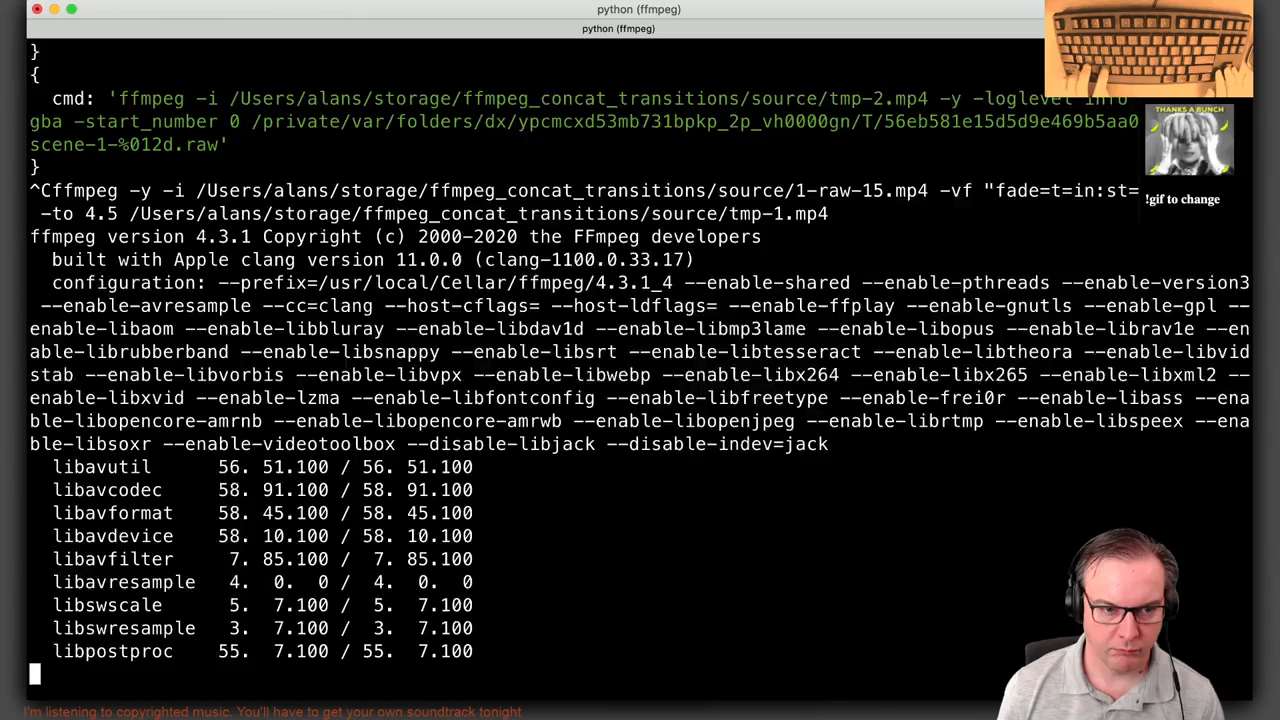 python (ffmpeg)
python (ffmpeg)
}
{
cmd: 'ffmpeg -i /Users/alans/storage/ffmpeg_concat_transitions/source/tmp-2.mp4 -y -loglevel info
gba -start_number 0 /private/var/folders/dx/ypcmcxd53mb731bpkp_2p_vh0000gn/T/56eb581e15d5d9e469b5aa0
scene-1-%012d.raw'
}
^Cffmpeg -y -i /Users/alans/storage/ffmpeg_concat_transitions/source/1-raw-15.mp4 -vf "fade=t=in:st=
-to 4.5 /Users/alans/storage/ffmpeg_concat_transitions/source/tmp-1.mp4
ffmpeg version 4.3.1 Copyright (c) 2000-2020 the FFmpeg developers
built with Apple clang version 11.0.0 (clang-1100.0.33.17)
configuration: --prefix=/usr/local/Cellar/ffmpeg/4.3.1_4 --enable-shared --enable-pthreads --enable-version3
--enable-avresample --cc=clang --host-cflags= --host-ldflags= --enable-ffplay --enable-gnutls --enable-gpl --
enable-libaom --enable-libbluray --enable-libdav1d --enable-libmp3lame --enable-libopus --enable-librav1e --en
able-librubberband --enable-libsnappy --enable-libsrt --enable-libtesseract --enable-libtheora --enable-libvid
stab --enable-libvorbis --enable-libvpx --enable-libwebp --enable-libx264 --enable-libx265 --enable-libxml2 --
enable-libxvid --enable-lzma --enable-libfontconfig --enable-libfreetype --enable-frei0r --enable-libass --ena
ble-libopencore-amrnb --enable-libopencore-amrwb --enable-libopenjpeg --enable-librtmp --enable-libspeex --ena
ble-libsoxr --enable-videotoolbox --disable-libjack --disable-indev=jack
libavutil 56. 51.100 / 56. 51.100
libavcodec 58. 91.100 / 58. 91.100
libavformat 58. 45.100 / 58. 45.100
libavdevice 58. 10.100 / 58. 10.100
libavfilter 7. 85.100 / 7. 85.100
libavresample 4. 0. 0 / 4. 0. 0
libswscale 5. 7.100 / 5. 7.100
libswresample 3. 7.100 / 3. 7.100
libpostproc 55. 7.100 / 55. 7.100
THANKS A BUNCH
!gif to change
I'm listening to copyrighted music. You'll have to get your own soundtrack tonight